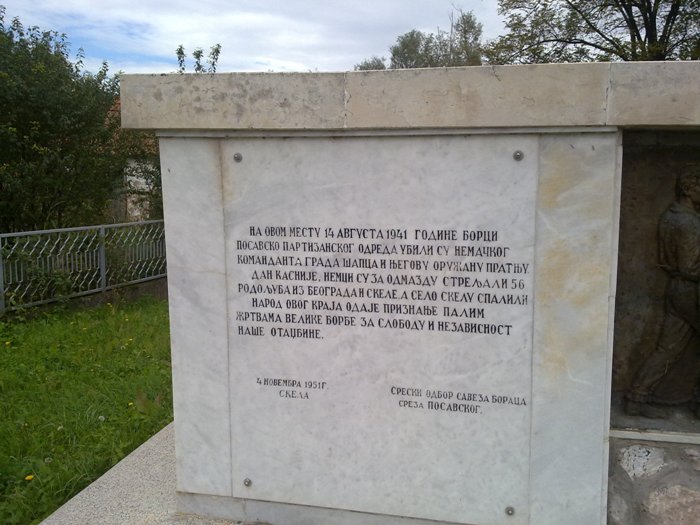 НА ОВОМ МЕСТУ 14 АВГУСТА 1941 ГОДИНЕ БОРЦИ
ПОСАВСКО ПАРТИЗАНСКОГ ОДРЕДА УБИЛИ СУ НЕМАЧКОГ
КОМАНДАНТА ГРАДА ШАПЦА И ЊЕГОВУ ОРУЖАНУ ПРАТЊУ.
ДАН КАСНИЈЕ, НЕМЦИ СУ ЗА ОДМАЗДУ СТРЕЉАЛИ 56
РОДОЉУБА ИЗ БЕОГРАДА И СКЕЛЕ, А СЕЛО СКЕЛУ СПАЛИЛИ
НАРОД ОВОГ КРАЈА ОДАЈЕ ПРИЗНАЊЕ ПАЛИМ
ЖРТВАМА ВЕЛИКЕ БОРБЕ ЗА СЛОБОДУ И НЕЗАВИСНОСТ
НАШЕ ОТАЏБИНЕ.
4 НОВЕМБРА 1951 Г.
СКЕЛА
СРЕСКИ ОДБОР САВЕЗА БОРАЦА
СРЕЗА ПОСАВСКОГ.